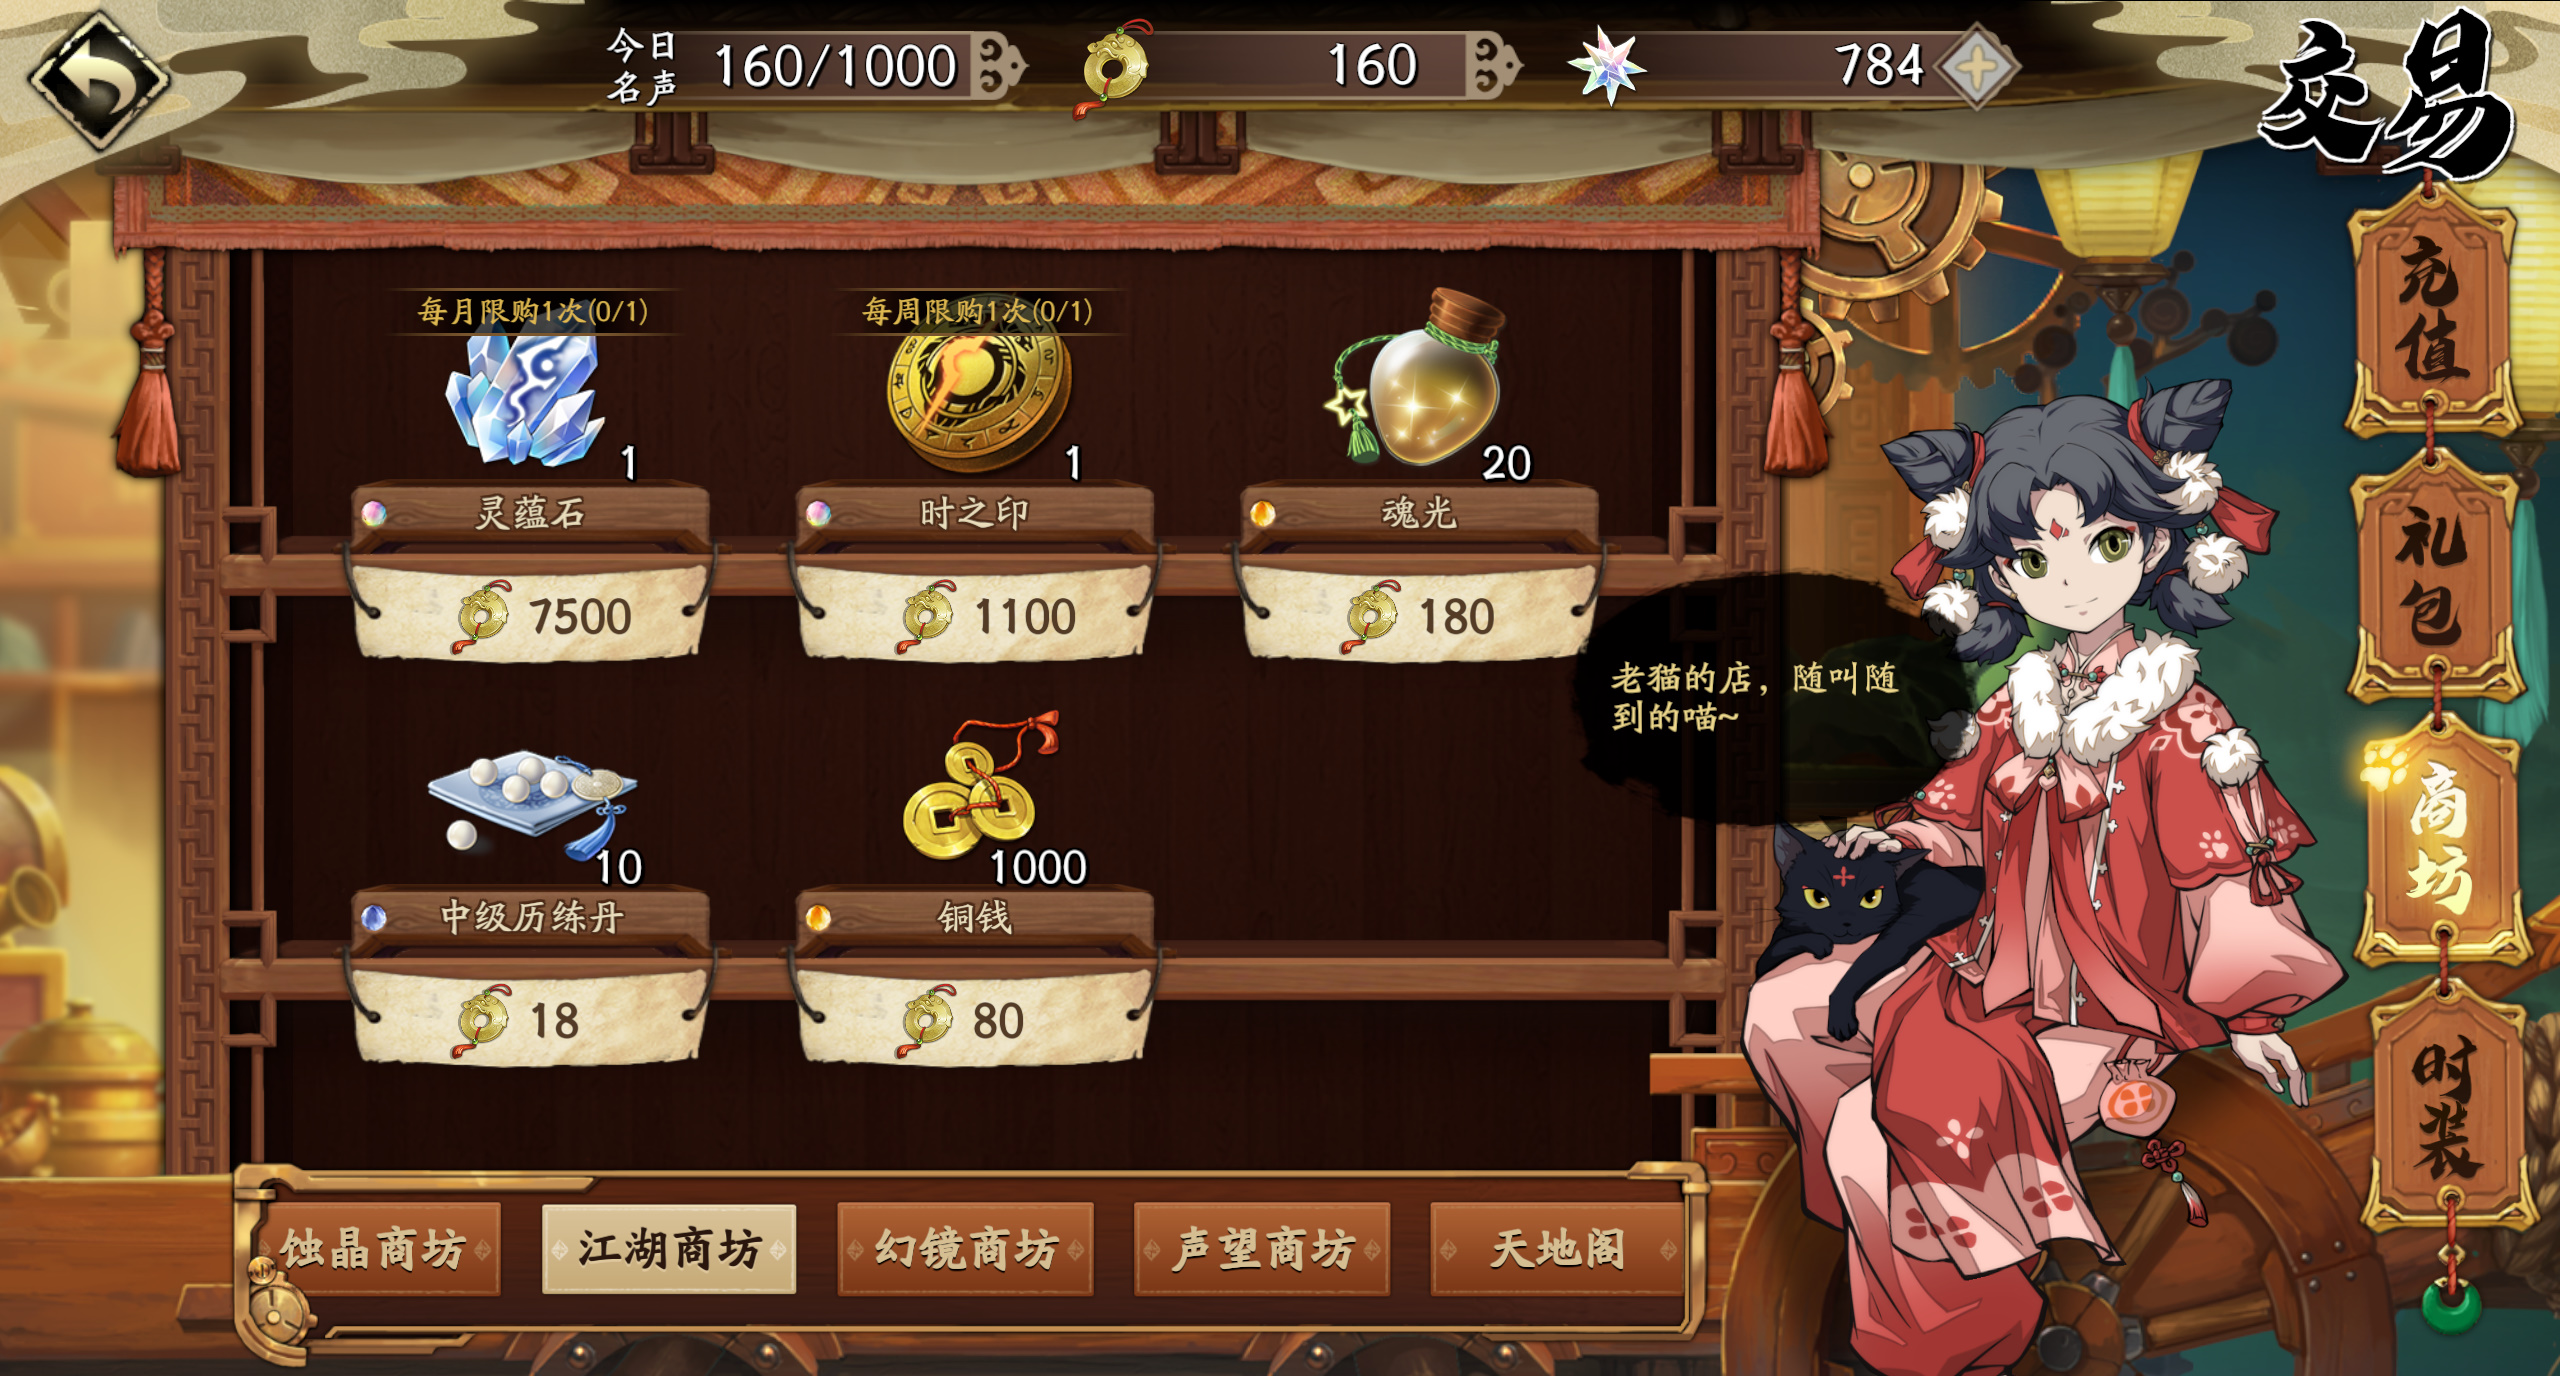 今日
名声
160/1000
160
784
交易
每月限购1次(0/1)
每周限购1次(0/1)
1
1
20
灵蕴石
时之印
魂光
7500
1100
180
10
1000
中级历练丹
铜钱
18
80
老猫的店，随叫随
到的喵~
充值
礼包
商坊
时装
蚀晶商坊
江湖商坊
幻镜商坊
声望商坊
天地阁